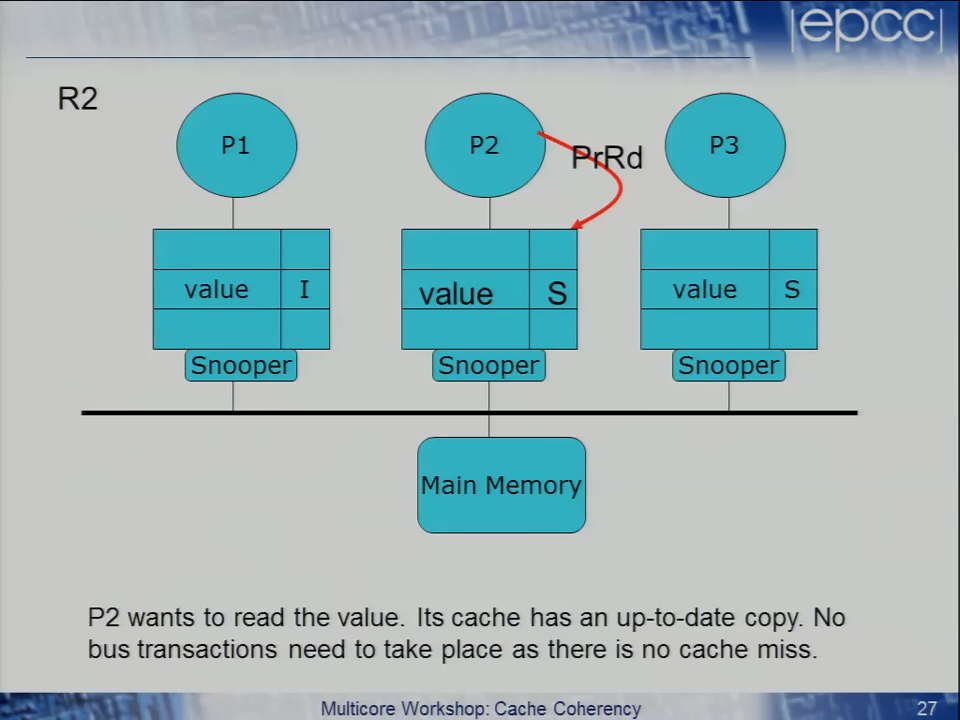 |epcc|
R2
P1
P2
PrRd
P3
value I
value S
value S
Snooper
Snooper
Snooper
Main Memory
P2 wants to read the value. Its cache has an up-to-date copy. No
bus transactions need to take place as there is no cache miss.
Multicore Workshop: Cache Coherency
27